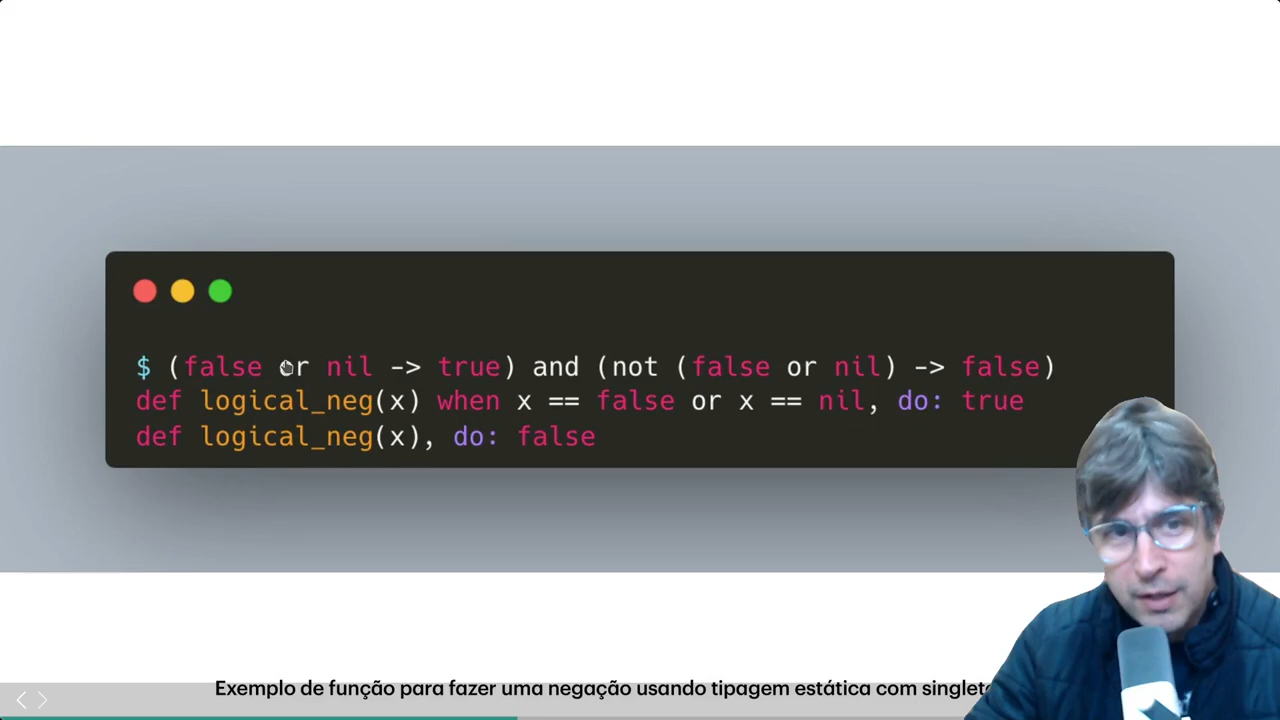 $ (false or nil -> true) and (not (false or nil) -> false)
def logical_neg(x) when x == false or x == nil, do: true
def logical_neg(x), do: false
Exemplo de função para fazer uma negação usando tipagem estática com